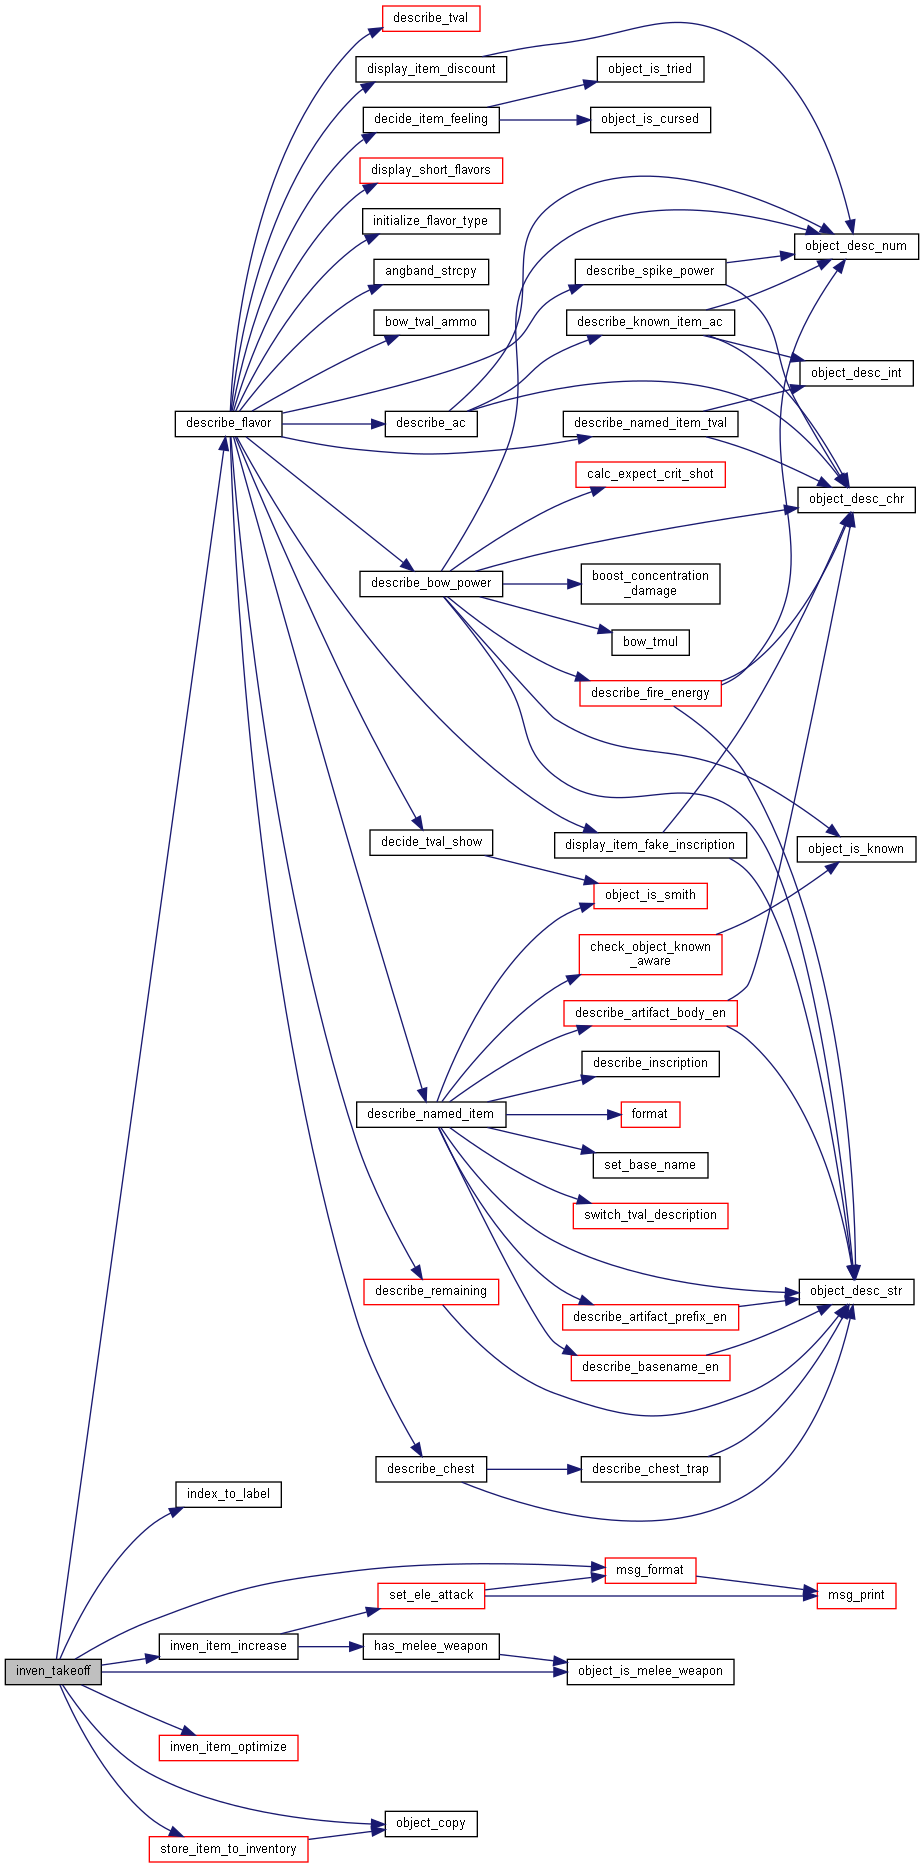 describe_tval
display_item_discount
object_is_tried
decide_item_feeling
object_is_cursed
display_short_flavors
initialize_flavor_type
object_desc_num
angband_strcpy
describe_spike_power
bow_tval_ammo
describe_known_item_ac
object_desc_int
describe_flavor
describe_ac
describe_named_item_tval
calc_expect_crit_shot
object_desc_chr
describe_bow_power
boost_concentration
_damage
bow_tmul
describe_fire_energy
decide_tval_show
display_item_fake_inscription
object_is_known
object_is_smith
check_object_known
_aware
describe_artifact_body_en
describe_inscription
describe_named_item
format
set_base_name
switch_tval_description
describe_remaining
object_desc_str
describe_artifact_prefix_en
describe_basename_en
describe_chest
describe_chest_trap
index_to_label
msg_format
set_ele_attack
msg_print
inven_item_increase
has_melee_weapon
inven_takeoff
object_is_melee_weapon
inven_item_optimize
object_copy
store_item_to_inventory